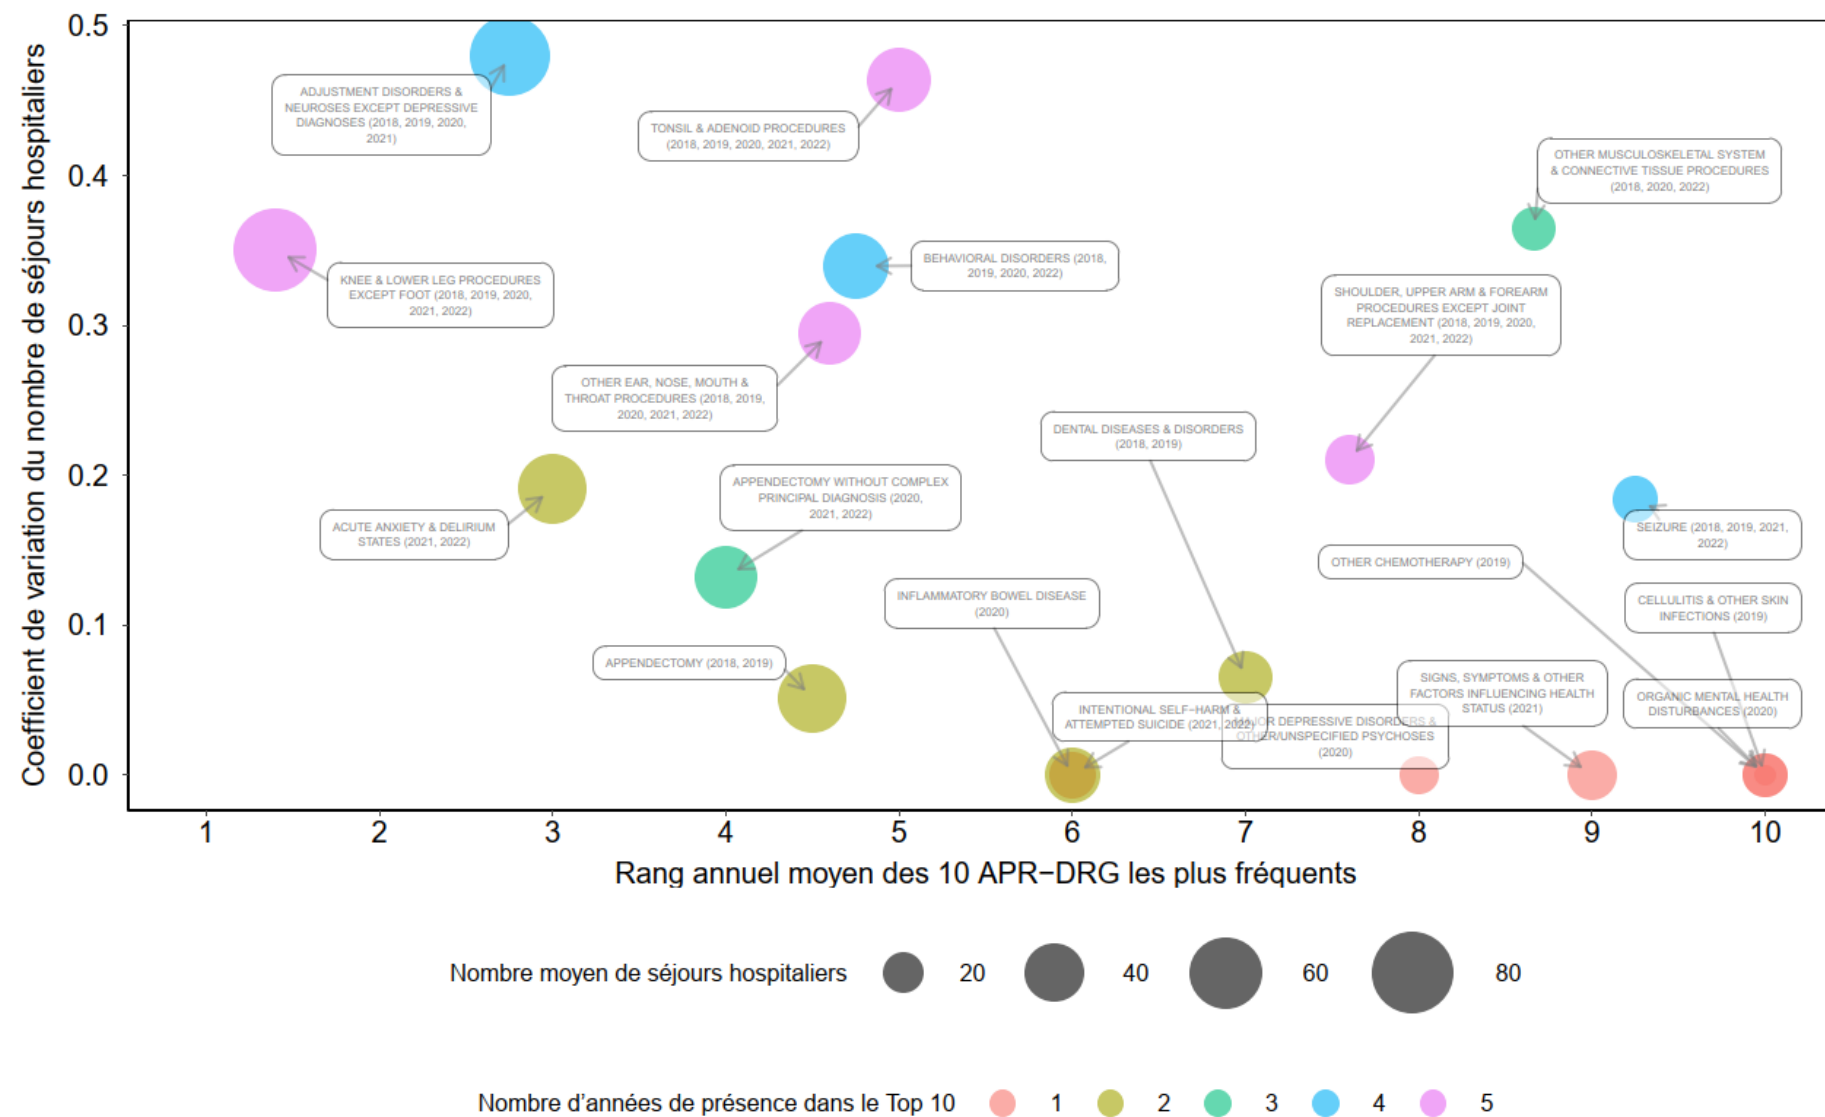 Coefficient de variation du nombre de séjours hospitaliers
0.5
0.4
0.3
0.2
0.1
0.0
ADJUSTMENT DISORDERS &
NEUROSES EXCEPT DEPRESSIVE
DIAGNOSES (2018, 2019, 2020,
2021)
TONSIL & ADENOID PROCEDURES
(2018, 2019, 2020, 2021, 2022)
OTHER MUSCULOSKELETAL SYSTEM
& CONNECTIVE TISSUE PROCEDURES
(2018, 2020, 2022)
KNEE & LOWER LEG PROCEDURES
EXCEPT FOOT (2018, 2019, 2020,
2021, 2022)
BEHAVIORAL DISORDERS (2018,
2019, 2020, 2022)
SHOULDER, UPPER ARM & FOREARM
PROCEDURES EXCEPT JOINT
REPLACEMENT (2018, 2019, 2020,
2021, 2022)
OTHER EAR, NOSE, MOUTH &
THROAT PROCEDURES (2018, 2019,
2020, 2021, 2022)
DENTAL DISEASES & DISORDERS
(2018, 2019)
APPENDECTOMY WITHOUT COMPLEX
PRINCIPAL DIAGNOSIS (2020,
2021, 2022)
ACUTE ANXIETY & DELIRIUM
STATES (2021, 2022)
SEIZURE (2018, 2019, 2021,
2022)
OTHER CHEMOTHERAPY (2019)
INFLAMMATORY BOWEL DISEASE
(2020)
CELLULITIS & OTHER SKIN
INFECTIONS (2019)
APPENDECTOMY (2018, 2019)
SIGNS, SYMPTOMS & OTHER
FACTORS INFLUENCING HEALTH
STATUS (2021)
ORGANIC MENTAL HEALTH
DISTURBANCES (2020)
INTENTIONAL SELF−HARM &
ATTEMPTED SUICIDE (2021, 2022)
MAJOR DEPRESSIVE DISORDERS &
OTHER/UNSPECIFIED PSYCHOSES
(2020)
1 2 3 4 5 6 7 8 9 10
Rang annuel moyen des 10 APR−DRG les plus fréquents
Nombre moyen de séjours hospitaliers 20 40 60 80
Nombre d'années de présence dans le Top 10 1 2 3 4 5